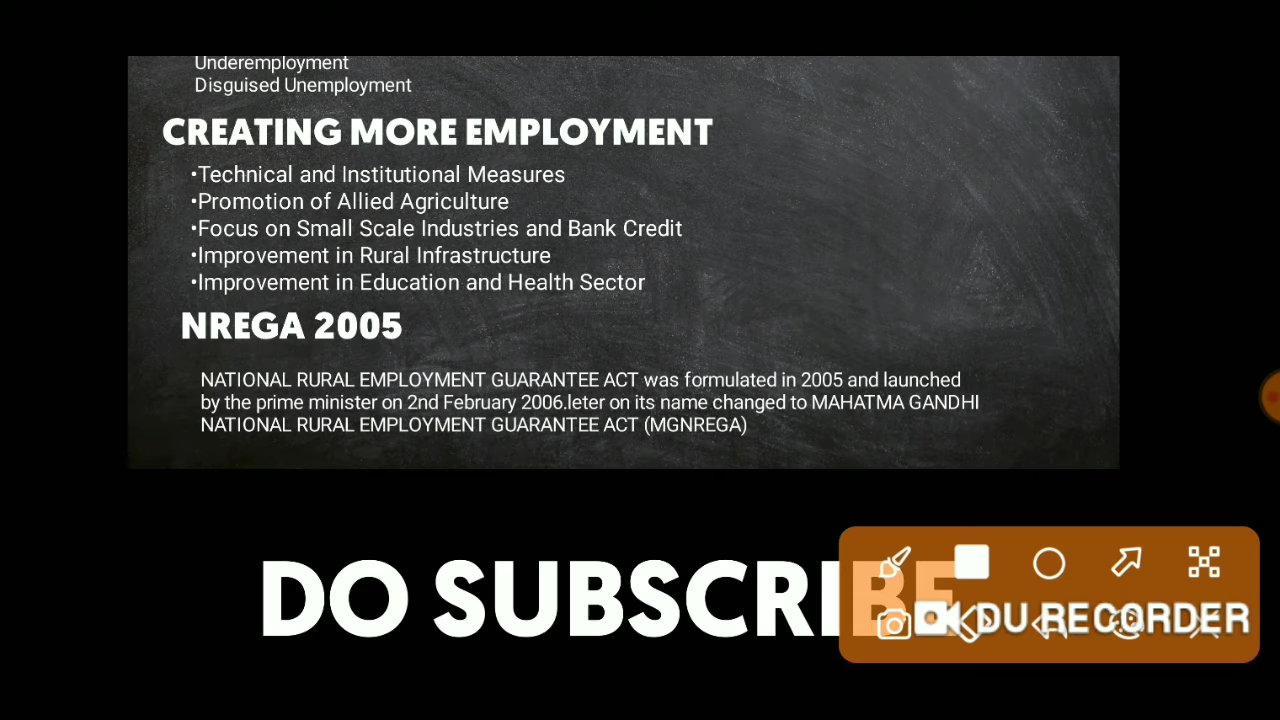 Underemployment
Disguised Unemployment
CREATING MORE EMPLOYMENT
•Technical and Institutional Measures
•Promotion of Allied Agriculture
•Focus on Small Scale Industries and Bank Credit
•Improvement in Rural Infrastructure
•Improvement in Education and Health Sector
NREGA 2005
NATIONAL RURAL EMPLOYMENT GUARANTEE ACT was formulated in 2005 and launched
by the prime minister on 2nd February 2006.leter on its name changed to MAHATMA GANDHI
NATIONAL RURAL EMPLOYMENT GUARANTEE ACT (MGNREGA)
DO SUBSCRIBE
DU RECORDER